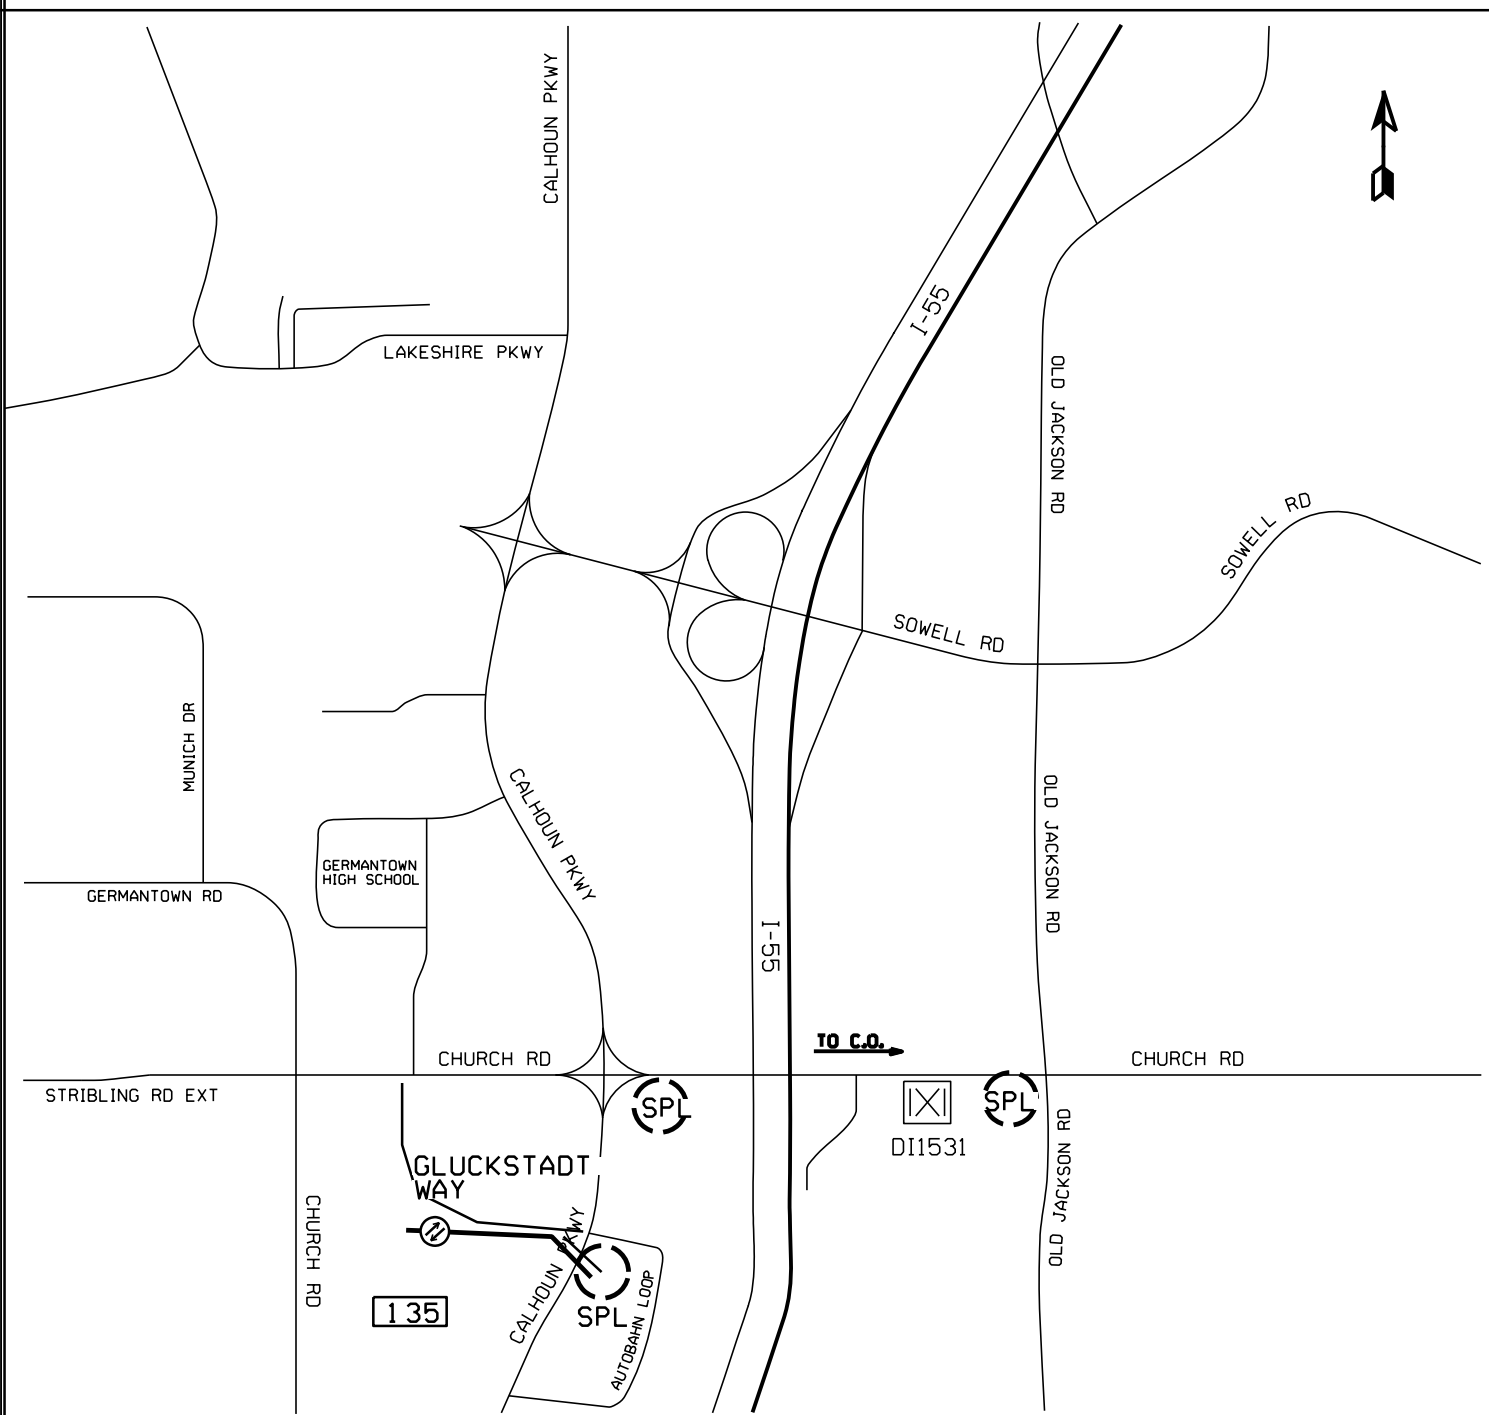 CALHOUN PKWY
I-55
LAKESHIRE PKWY
OLD JACKSON RD
SOWELL RD
SOWELL RD
MUNICH DR
CALHOUN PKWY
OLD JACKSON RD
GERMANTOWN
HIGH SCHOOL
GERMANTOWN RD
I-55
TO C.O.
CHURCH RD
CHURCH RD
STRIBLING RD EXT
SPL
SPL
DI1531
OLD JACKSON RD
GLUCKSTADT
WAY
CHURCH RD
CALHOUN PKWY
135
SPL
AUTOBAHN LOOP